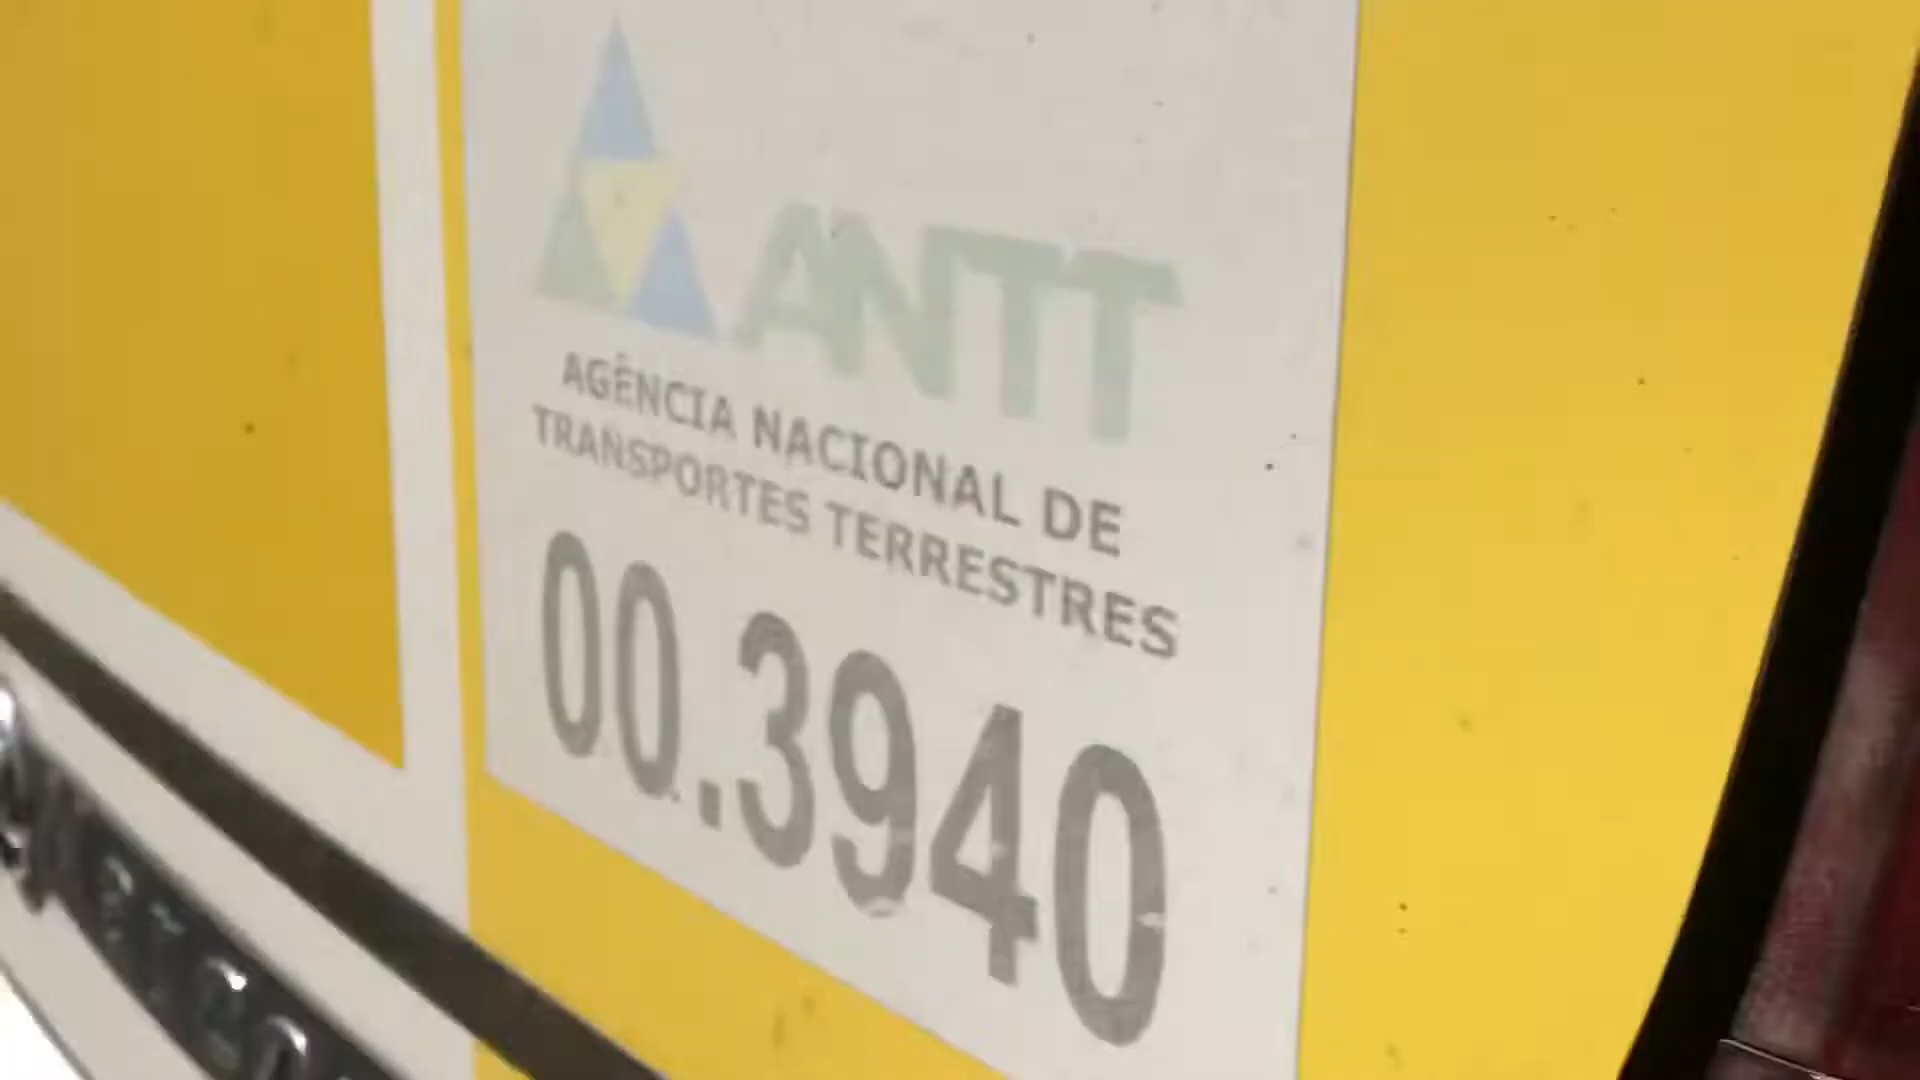 ANTT
AGÊNCIA NACIONAL DE
TRANSPORTES TERRESTRES
00.3940